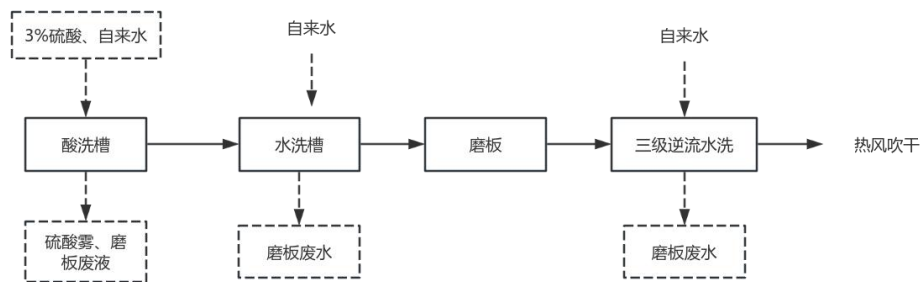 3%硫酸、自来水
自来水
自来水
酸洗槽
水洗槽
磨板
三级逆流水洗
热风吹干
硫酸雾、磨
板废液
磨板废水
磨板废水